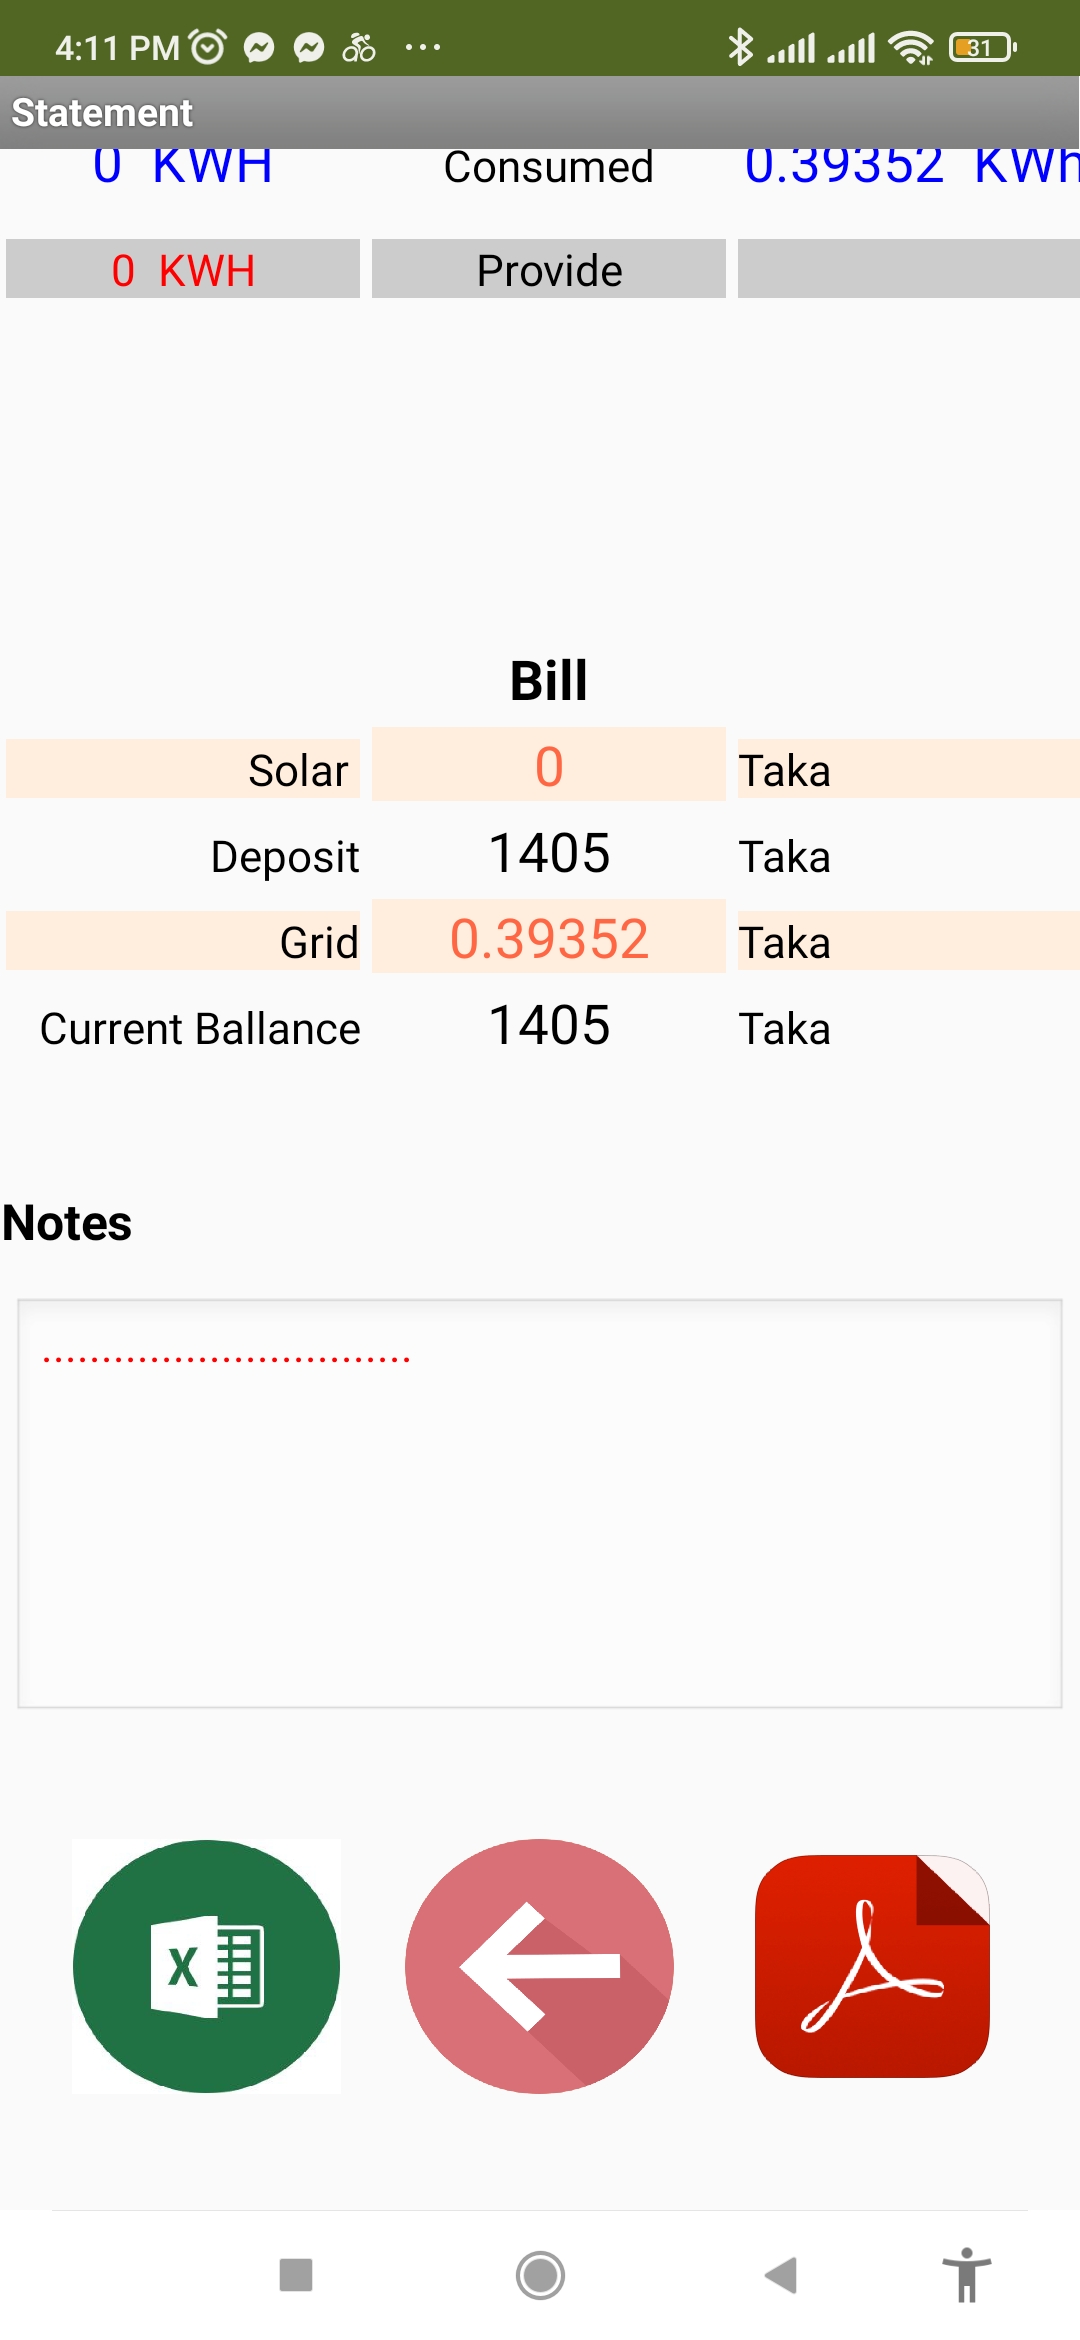 4:11 PM ... 31
Statement
0 KWH Consumed 0.39352 KWh
0 KWH Provide
Bill
Solar 0 Taka
Deposit 1405 Taka
Grid 0.39352 Taka
Current Ballance 1405 Taka
Notes
...............................
X